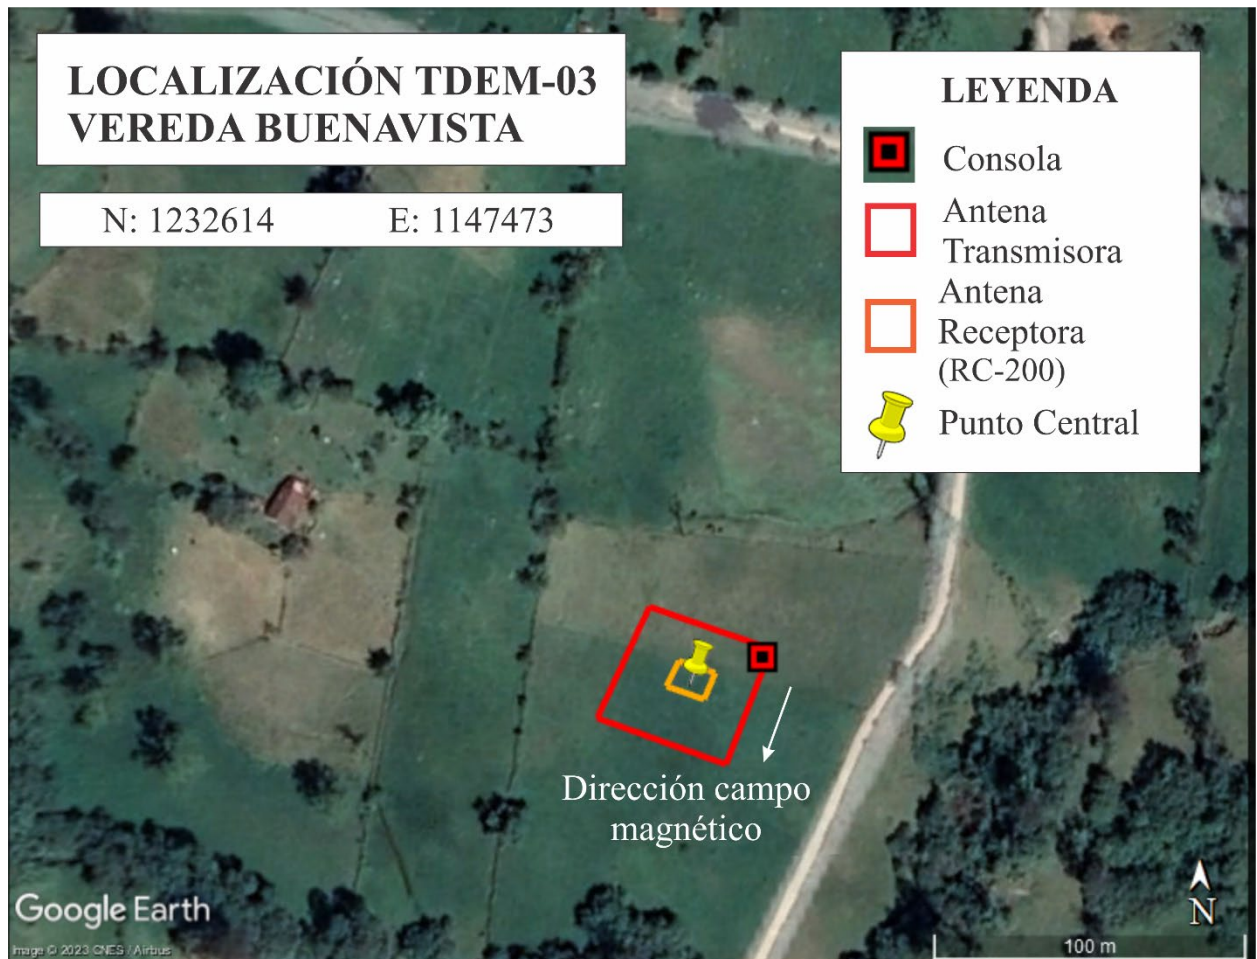 LOCALIZACIÓN TDEM-03
VEREDA BUENAVISTA
N: 1232614 E: 1147473
LEYENDA
Consola
Antena
Transmisora
Antena
Receptora
(RC-200)
Punto Central
Dirección campo
magnético
Google Earth
Image © 2023 CNES / Airbus
N
100 m